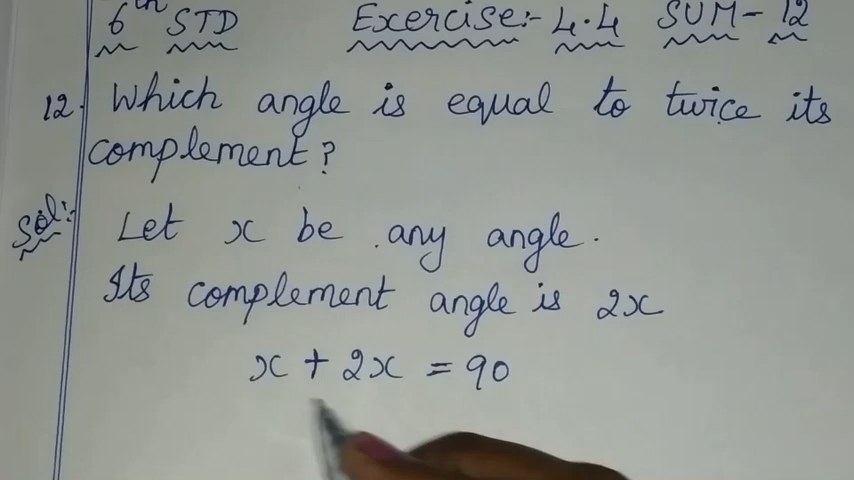 6th STD Exercise:- 4.4 SUM - 12
12. Which angle is equal to twice its
complement?
Sol: Let x be any angle.
Its complement angle is 2x
x + 2x = 90